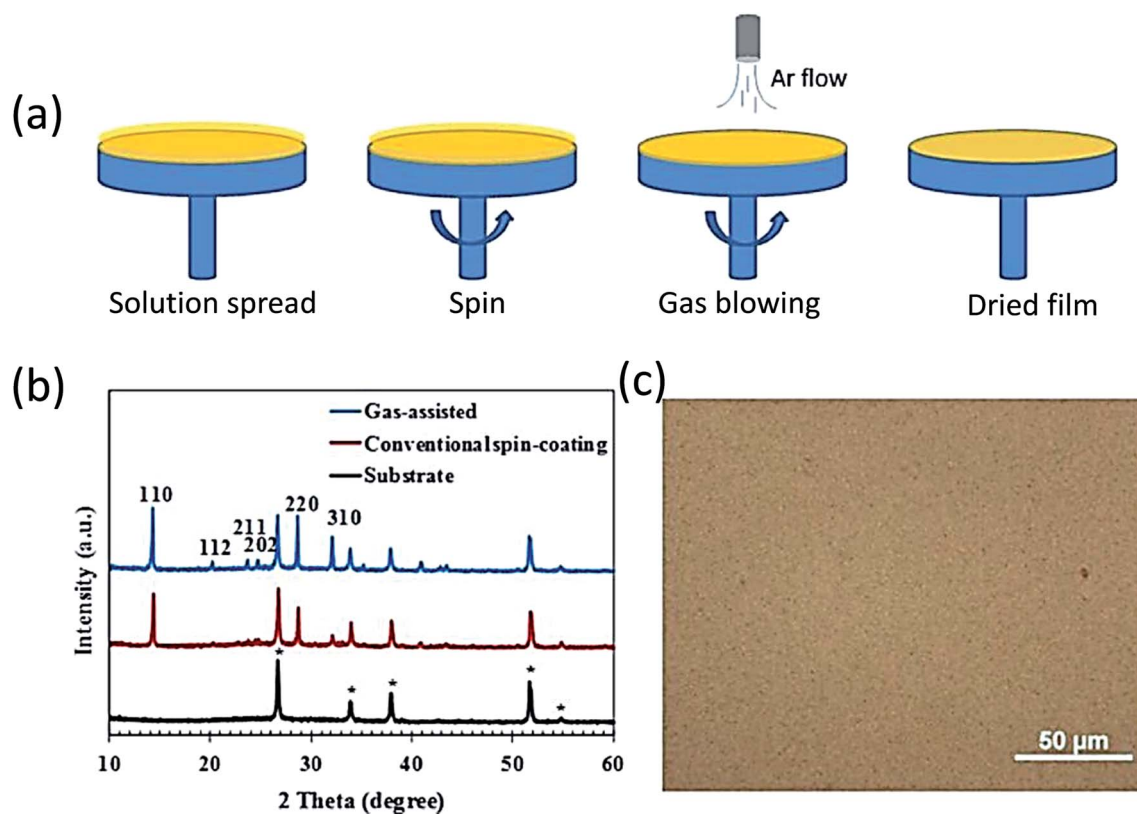 (a)
Ar flow
Solution spread
Spin
Gas blowing
Dried film
(b)
Gas-assisted
Conventionalspin-coating
Substrate
110
112
211
202
220
310
*
*
*
*
*
Intensity (a.u.)
10
20
30
40
50
60
2 Theta (degree)
(c)
50 µm